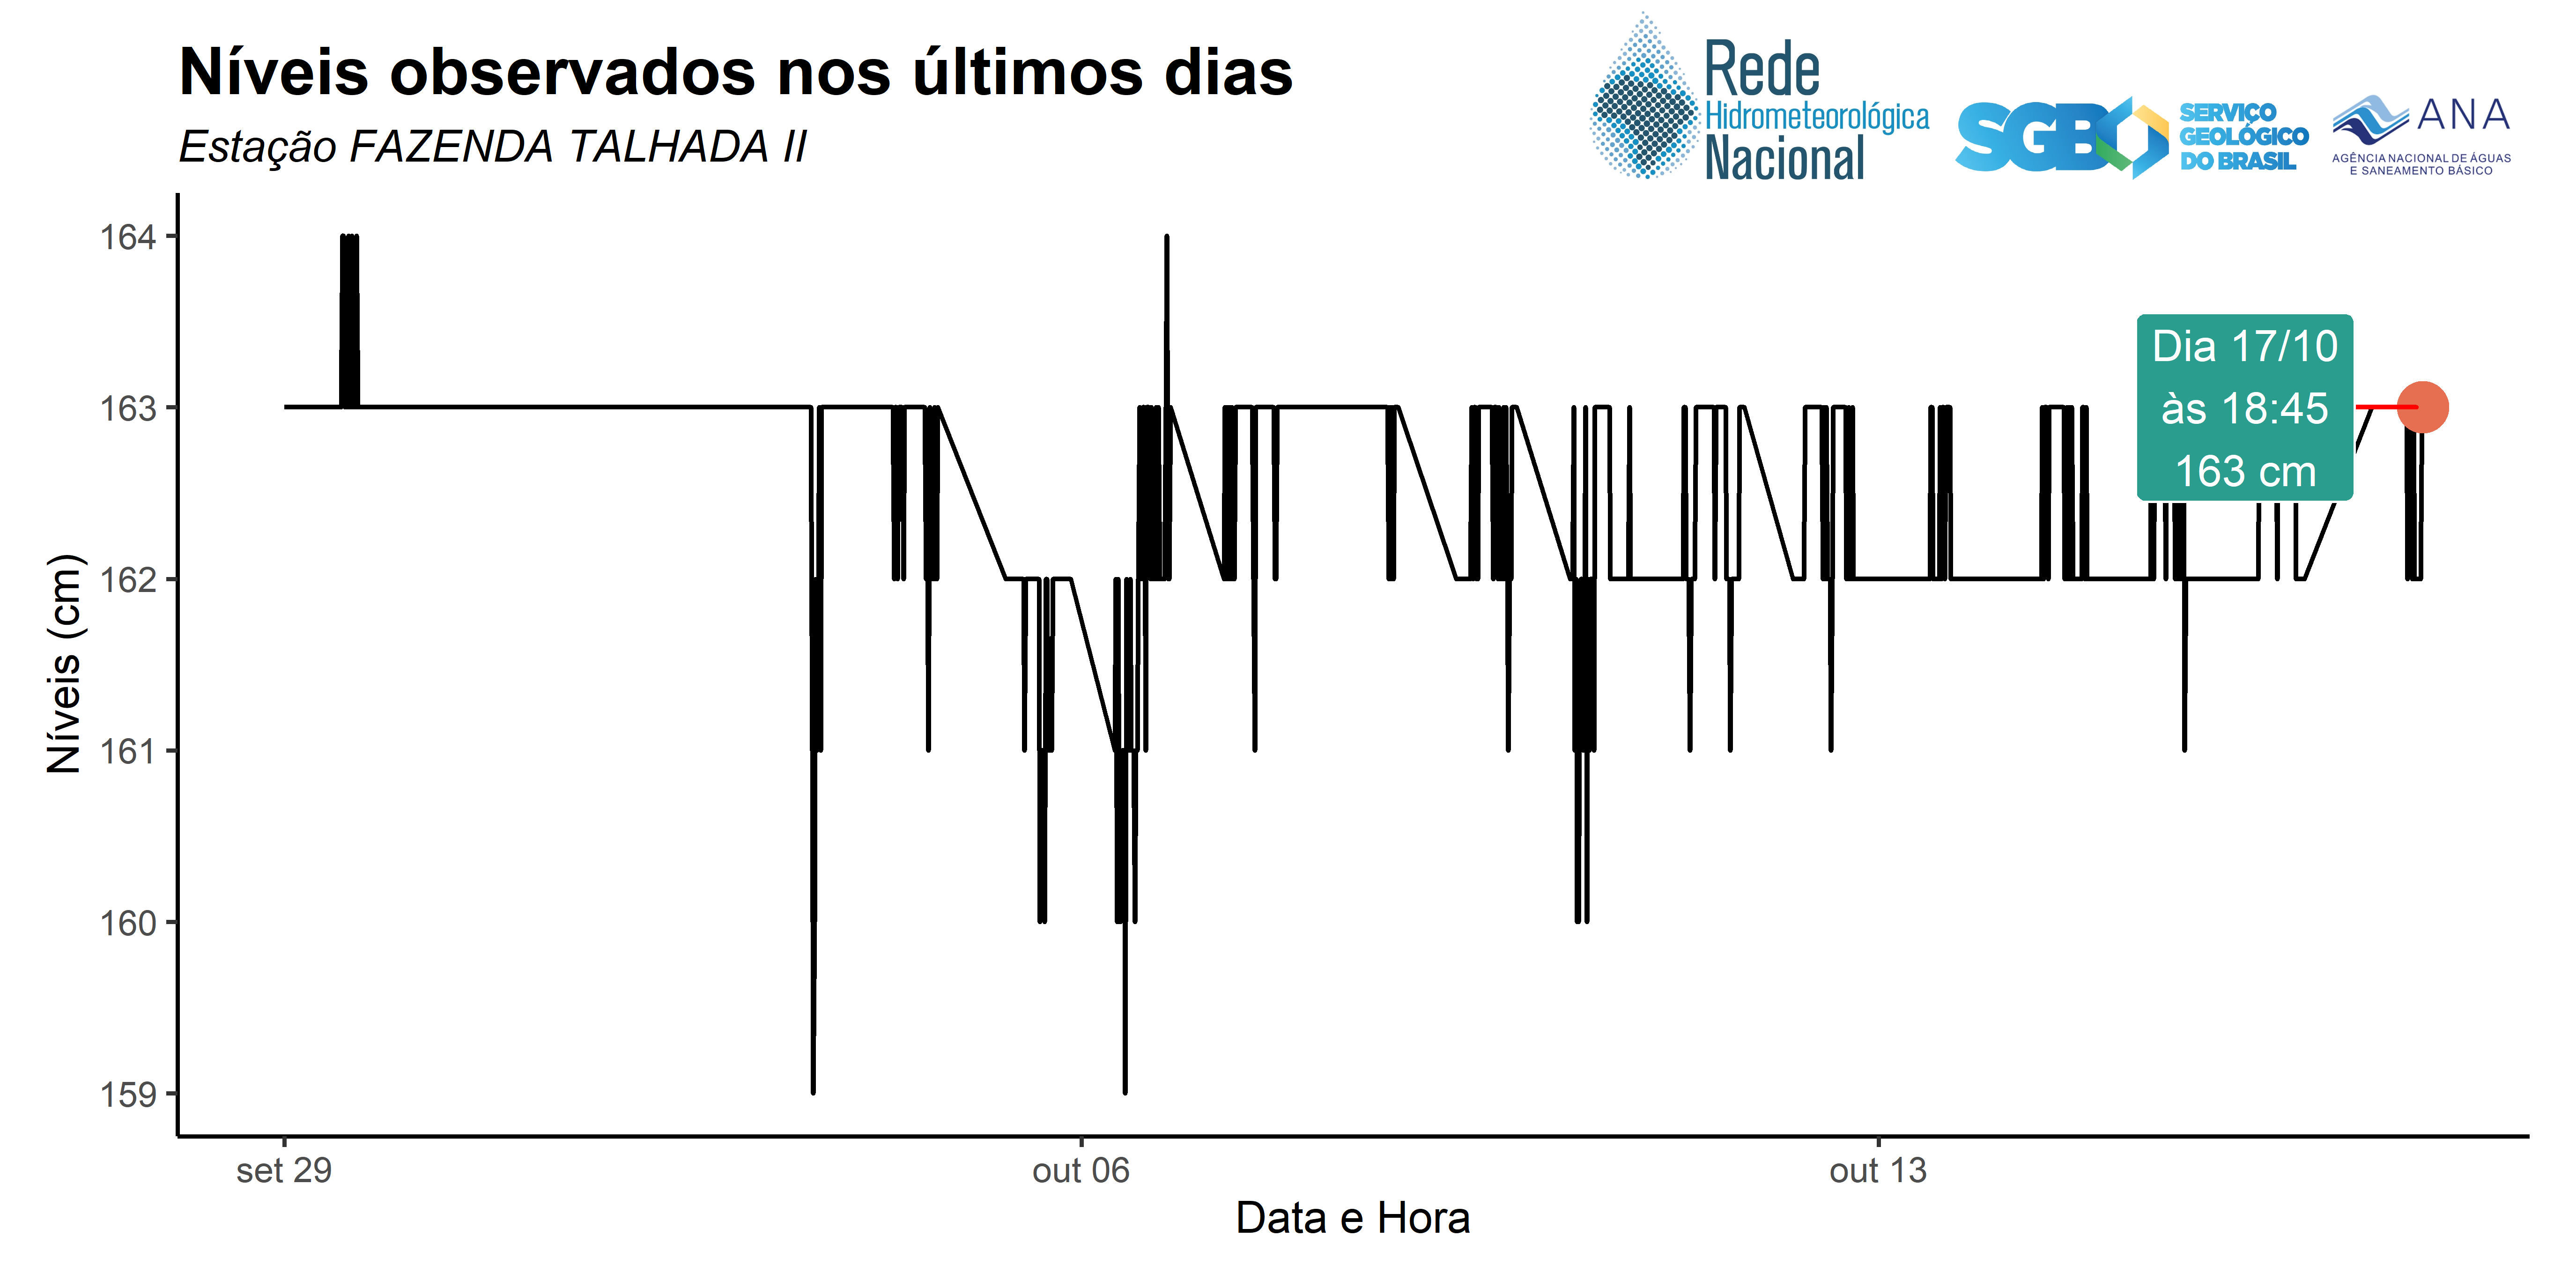 Níveis observados nos últimos dias
Estação FAZENDA TALHADA II
Rede
Hidrometeorológica
Nacional
SGB
SERVIÇO
GEOLÓGICO
DO BRASIL
ANA
AGÊNCIA NACIONAL DE ÁGUAS
E SANEAMENTO BÁSICO
164
163
162
161
160
159
Níveis (cm)
Dia 17/10
às 18:45
163 cm
set 29
out 06
out 13
Data e Hora